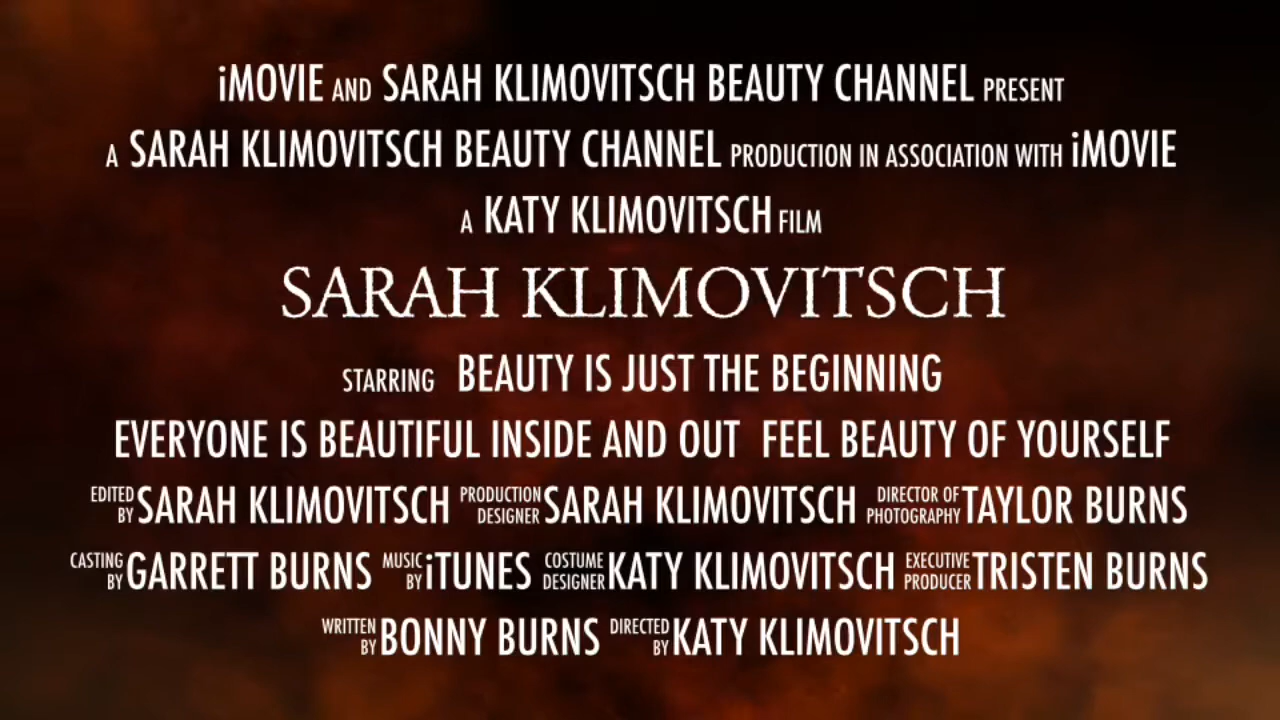 iMOVIE AND SARAH KLIMOVITSCH BEAUTY CHANNEL PRESENT
A SARAH KLIMOVITSCH BEAUTY CHANNEL PRODUCTION IN ASSOCIATION WITH iMOVIE
A KATY KLIMOVITSCH FILM
SARAH KLIMOVITSCH
STARRING BEAUTY IS JUST THE BEGINNING
EVERYONE IS BEAUTIFUL INSIDE AND OUT FEEL BEAUTY OF YOURSELF
EDITED BY SARAH KLIMOVITSCH PRODUCTION DESIGNER SARAH KLIMOVITSCH DIRECTOR OF PHOTOGRAPHY TAYLOR BURNS
CASTING BY GARRETT BURNS MUSIC BY iTUNES COSTUME DESIGNER KATY KLIMOVITSCH EXECUTIVE PRODUCER TRISTEN BURNS
WRITTEN BY BONNY BURNS DIRECTED BY KATY KLIMOVITSCH